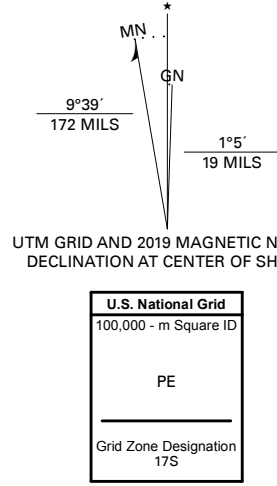 ★
MN
GN
9°39´
172 MILS
1°5´
19 MILS
UTM GRID AND 2019 MAGNETIC N
DECLINATION AT CENTER OF SH
U.S. National Grid
100,000 - m Square ID
PE
Grid Zone Designation
17S